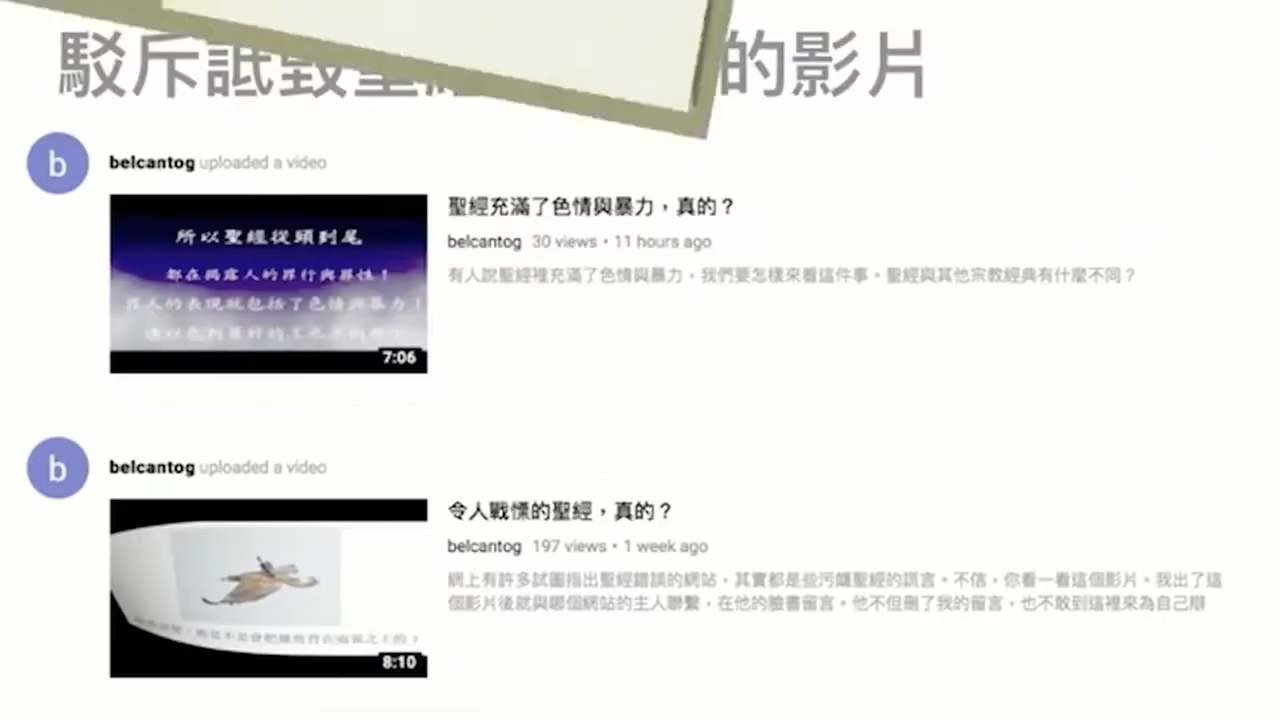 駁斥詆毀聖經的影片
b
belcantog uploaded a video
所以聖經從頭到尾
都在揭露人的罪行與罪性！
罪人的表現就包括了色情與暴力！
7:06
聖經充滿了色情與暴力，真的？
belcantog 30 views • 11 hours ago
有人說聖經裡充滿了色情與暴力，我們要怎樣來看這件事。聖經與其他宗教經典有什麼不同？
b
belcantog uploaded a video
8:10
令人戰慄的聖經，真的？
belcantog 197 views • 1 week ago
網上有許多試圖指出聖經錯誤的網站，其實都是些污衊聖經的謊言。不信，你看一看這個影片。我出了這
個影片後就與哪個網站的主人聯繫，在他的臉書留言。他不但刪了我的留言，也不敢到這裡來為自己辯